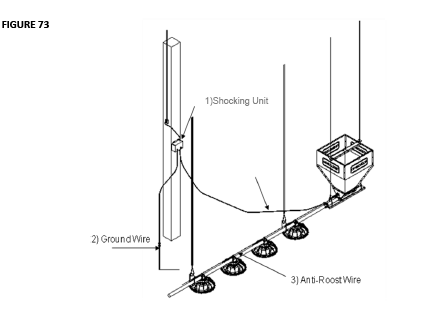 FIGURE 73
1)Shocking Unit
2) Ground Wire
3) Anti-Roost Wire